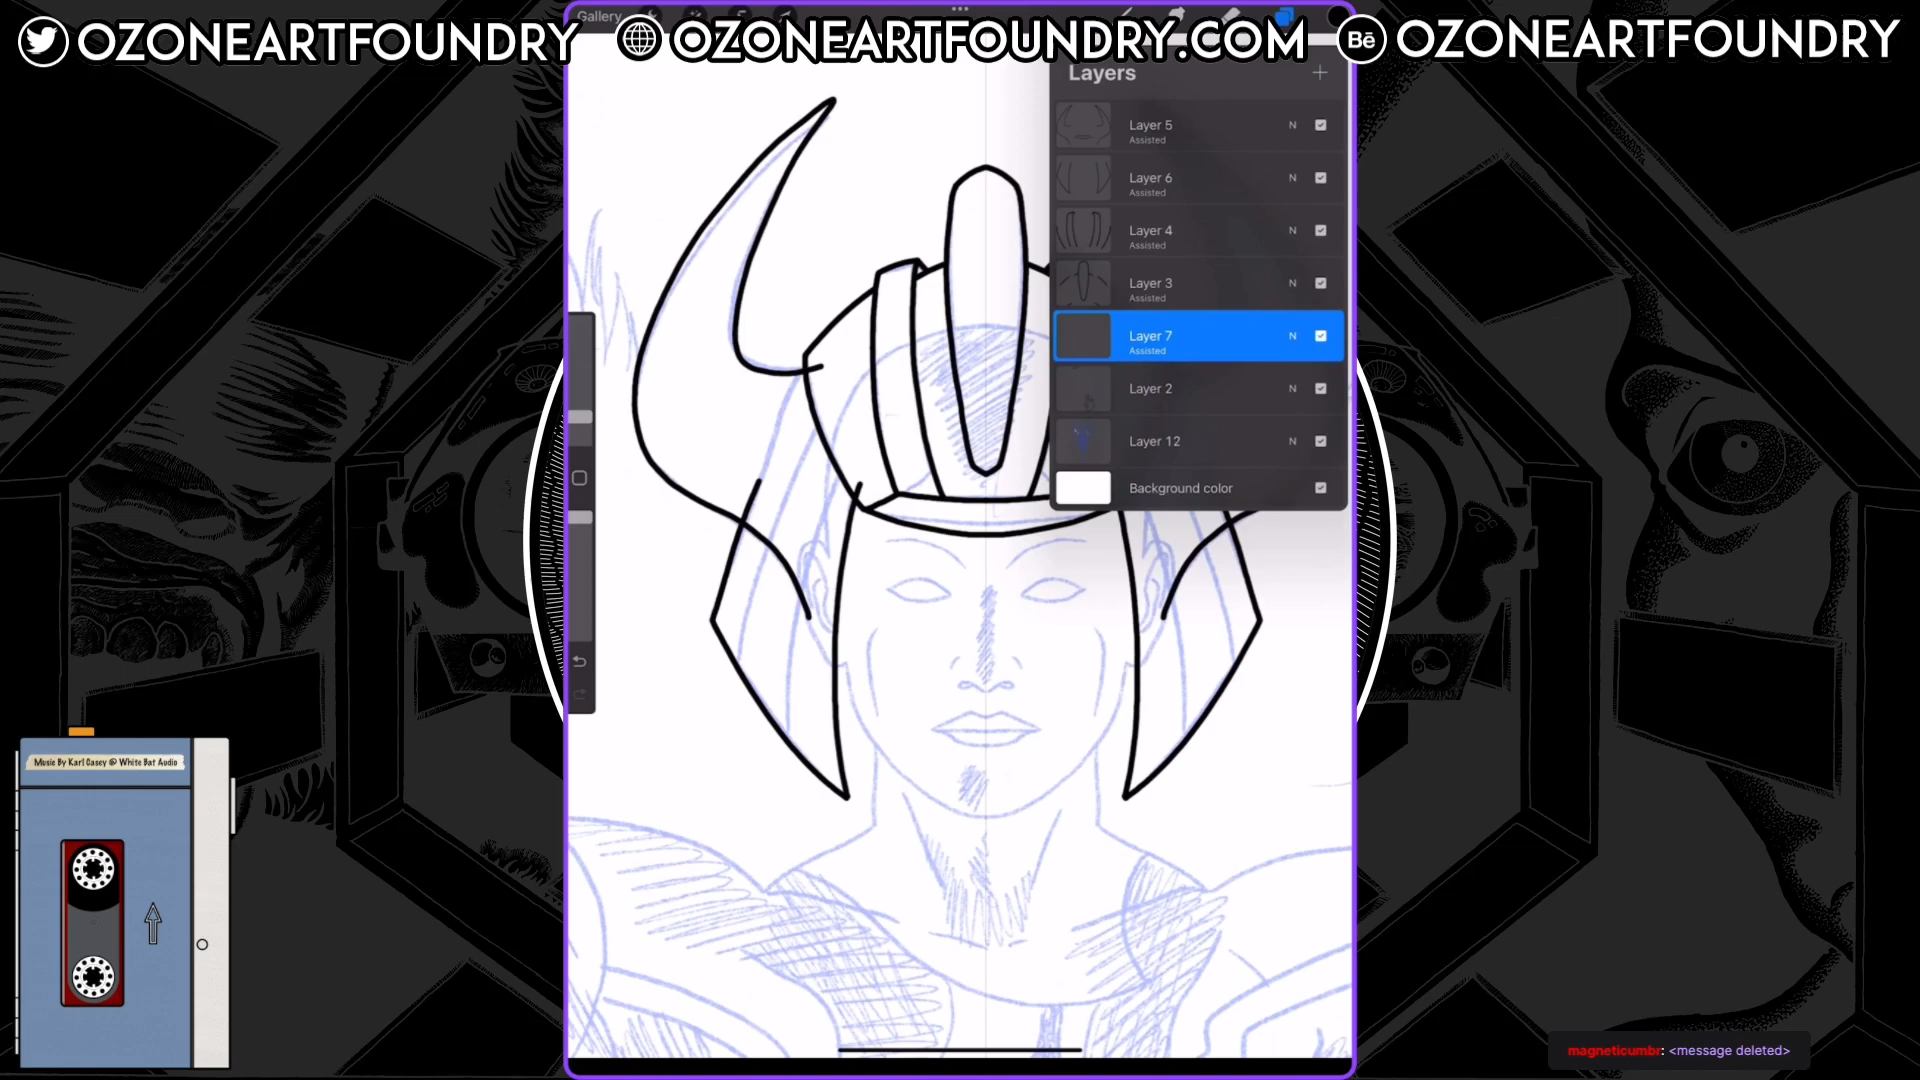 OZONEARTFOUNDRY
OZONEARTFOUNDRY.COM
Bē OZONEARTFOUNDRY
Gallery
Layers
Layer 5 N
Assisted
Layer 6 N
Assisted
Layer 4 N
Assisted
Layer 3 N
Assisted
Layer 7 N
Assisted
Layer 2 N
Layer 12 N
Background color
Music By Karl Casey @ White Bat Audio
magneticumbr: <message deleted>